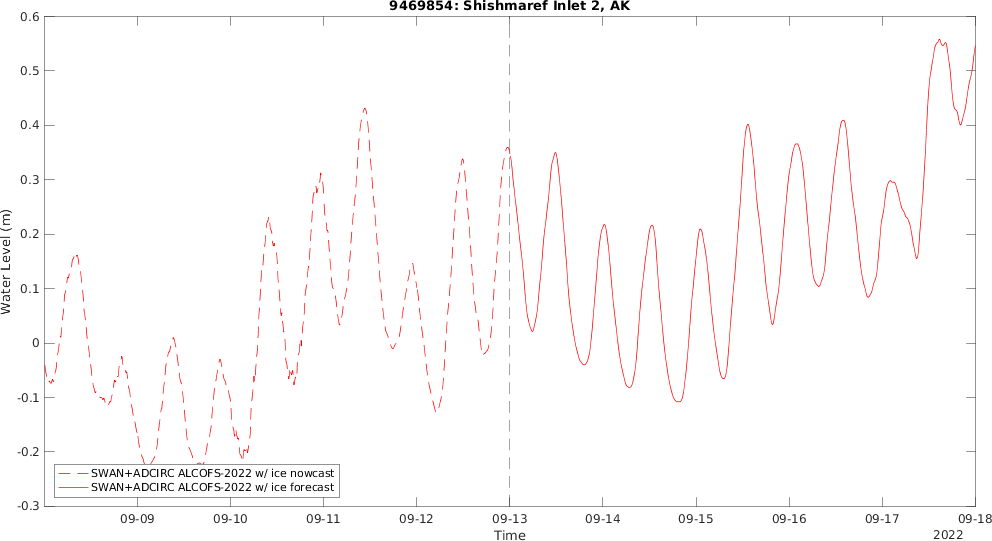 9469854: Shishmaref Inlet 2, AK
0.6
0.5
0.4
0.3
0.2
0.1
0
-0.1
-0.2
-0.3
Water Level (m)
SWAN+ADCIRC ALCOFS-2022 w/ ice nowcast
SWAN+ADCIRC ALCOFS-2022 w/ ice forecast
09-09 09-10 09-11 09-12 09-13 09-14 09-15 09-16 09-17 09-18
Time
2022